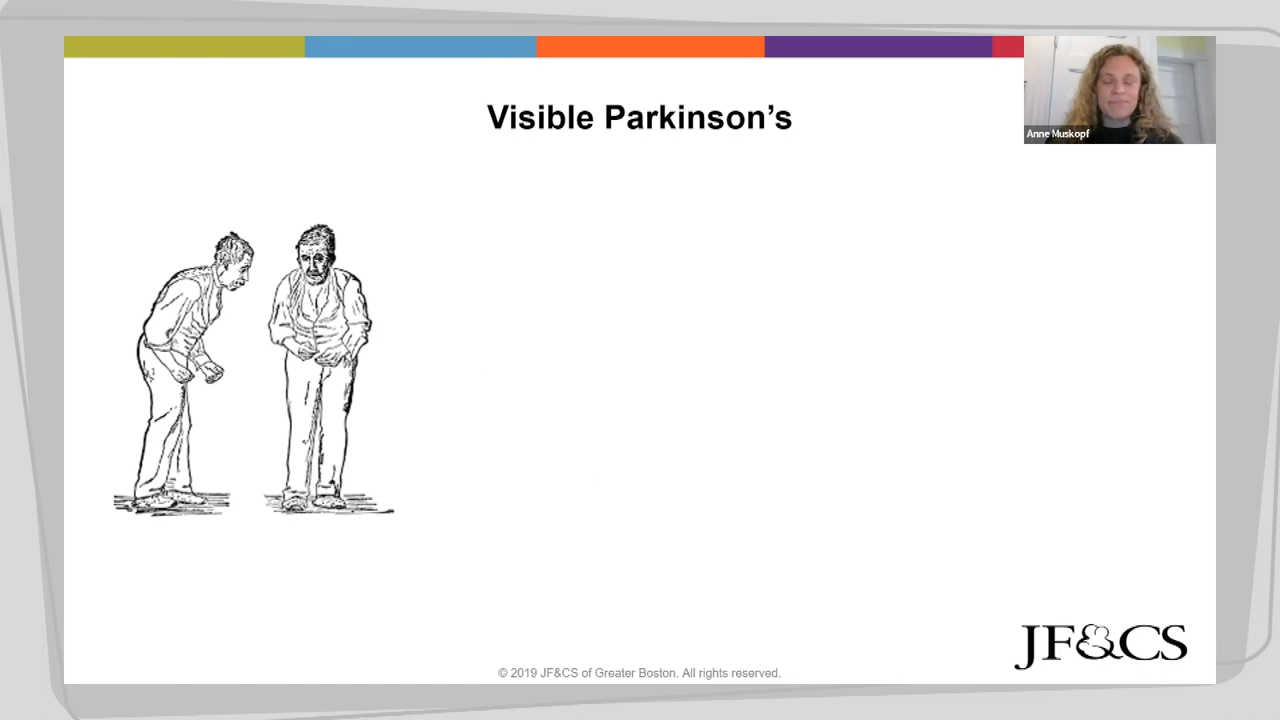 Visible Parkinson's
Anne Muskopf
JF&CS
© 2019 JF&CS of Greater Boston. All rights reserved.